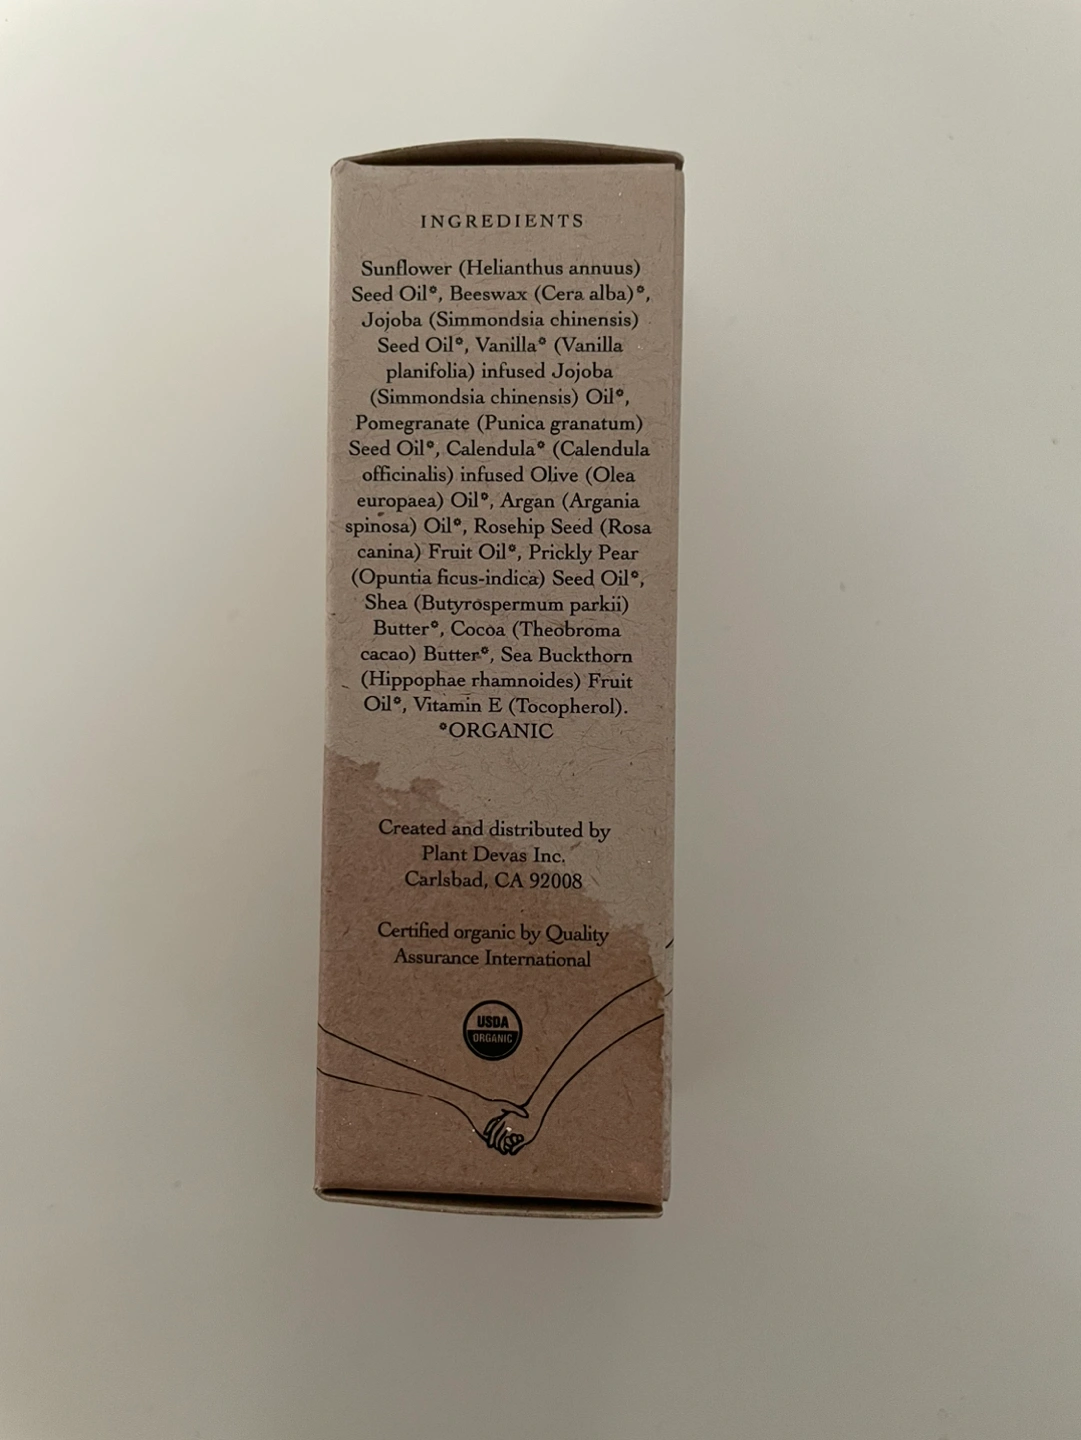 INGREDIENTS
Sunflower (Helianthus annuus)
Seed Oil*, Beeswax (Cera alba)*,
Jojoba (Simmondsia chinensis)
Seed Oil*, Vanilla* (Vanilla
planifolia) infused Jojoba
(Simmondsia chinensis) Oil*,
Pomegranate (Punica granatum)
Seed Oil*, Calendula* (Calendula
officinalis) infused Olive (Olea
europaea) Oil*, Argan (Argania
spinosa) Oil*, Rosehip Seed (Rosa
canina) Fruit Oil*, Prickly Pear
(Opuntia ficus-indica) Seed Oil*,
Shea (Butyrospermum parkii)
Butter*, Cocoa (Theobroma
cacao) Butter*, Sea Buckthorn
(Hippophae rhamnoides) Fruit
Oil*, Vitamin E (Tocopherol).
*ORGANIC
Created and distributed by
Plant Devas Inc.
Carlsbad, CA 92008
Certified organic by Quality
Assurance International
USDA
ORGANIC